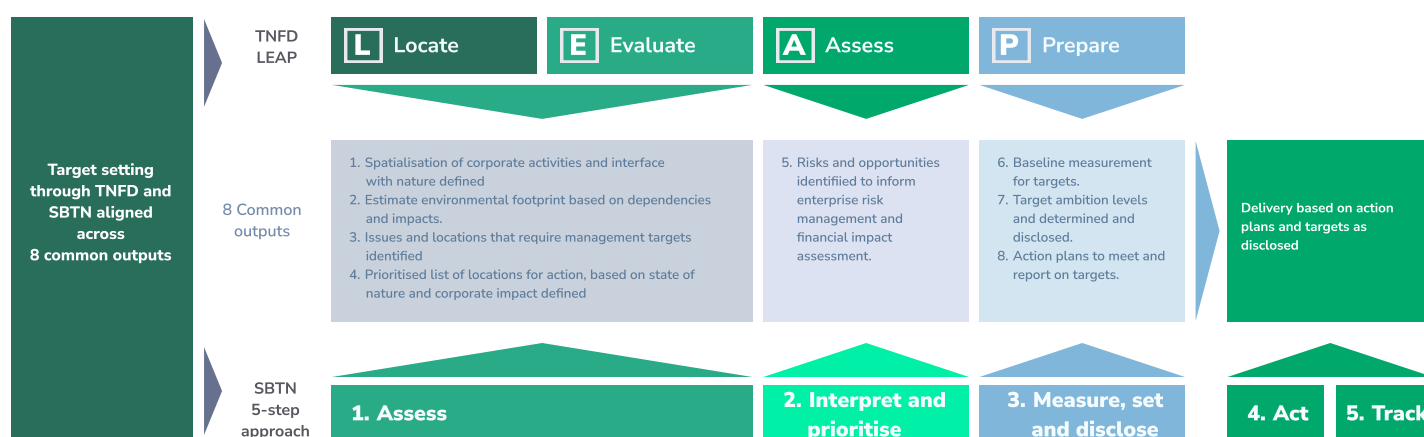 Target setting
through TNFD and
SBTN aligned
across
8 common outputs
TNFD
LEAP
L Locate
E Evaluate
A Assess
P Prepare
8 Common
outputs
1. Spatialisation of corporate activities and interface
with nature defined
2. Estimate environmental footprint based on dependencies
and impacts.
3. Issues and locations that require management targets
identified
4. Prioritised list of locations for action, based on state of
nature and corporate impact defined
5. Risks and opportunities
identifiied to inform
enterprise risk
management and
financial impact
assessment.
6. Baseline measurement
for targets.
7. Target ambition levels
and determined and
disclosed.
8. Action plans to meet and
report on targets.
Delivery based on action
plans and targets as
disclosed
SBTN
5-step
approach
1. Assess
2. Interpret and
prioritise
3. Measure, set
and disclose
4. Act
5. Track